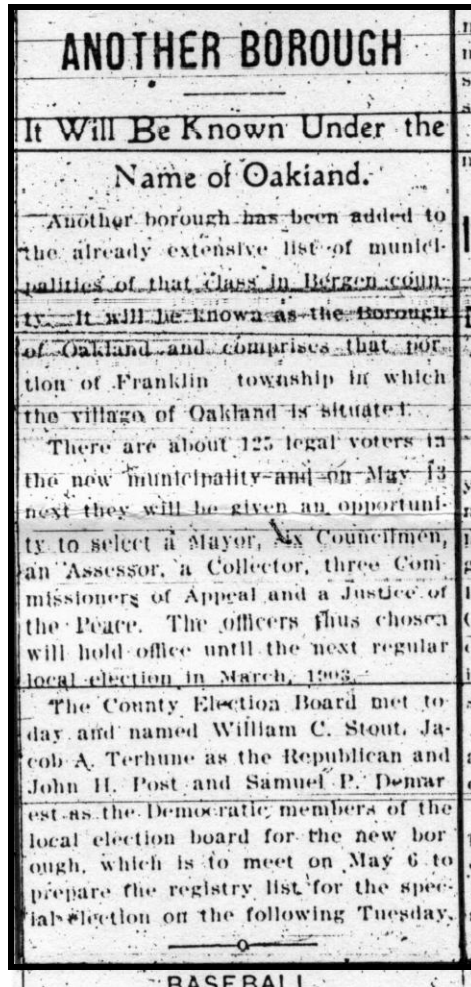 ANOTHER BOROUGH
It Will Be Known Under the
Name of Oakland.
Another borough has been added to
the already extensive list of munici-
palities of that class in Bergen coun-
ty. It will be known as the Borough
of Oakland and comprises that por
tion of Franklin township in which
the village of Oakland is situated.
There are about 125 legal voters in
the new municipality and on May 13
next they will be given an opportuni-
ty to select a Mayor, six Councilmen,
an Assessor, a Collector, three Com-
missioners of Appeal and a Justice of
the Peace. The officers thus chosen
will hold office until the next regular
local election in March, 1903.
The County Election Board met to
day and named William C. Stout, Ja-
cob A. Terhune as the Republican and
John H. Post and Samuel P. Demar
est as the Democratic members of the
local election board for the new bor
ough, which is to meet on May 6 to
prepare the registry list for the spec-
ial election on the following Tuesday.
BASEBALL